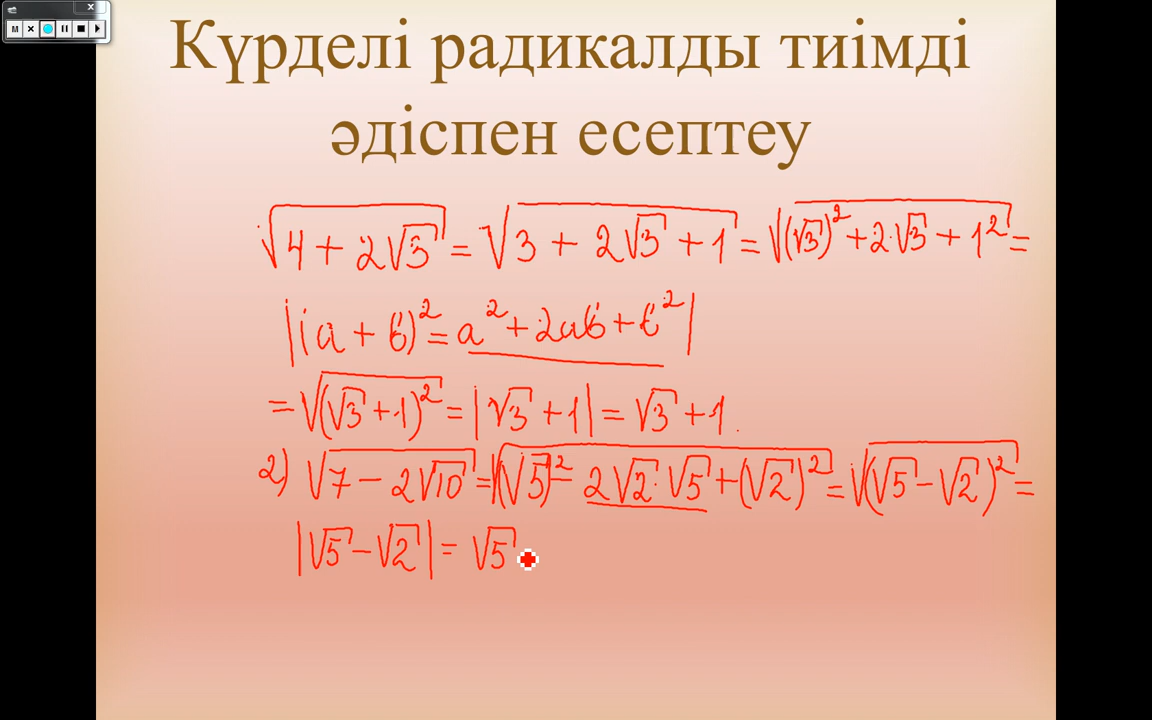 Күрделі радикалды тиімді
әдіспен есептеу
√(4 + 2√3) = √(3 + 2√3 + 1) = √((√3)² + 2·√3 + 1²) =
|(a + b)² = a² + 2ab + b²|
= √((√3 + 1)²) = |√3 + 1| = √3 + 1.
2) √(7 − 2√10) = √((√5)² − 2√2·√5 + (√2)²) = √((√5 − √2)²) =
|√5 − √2| = √5